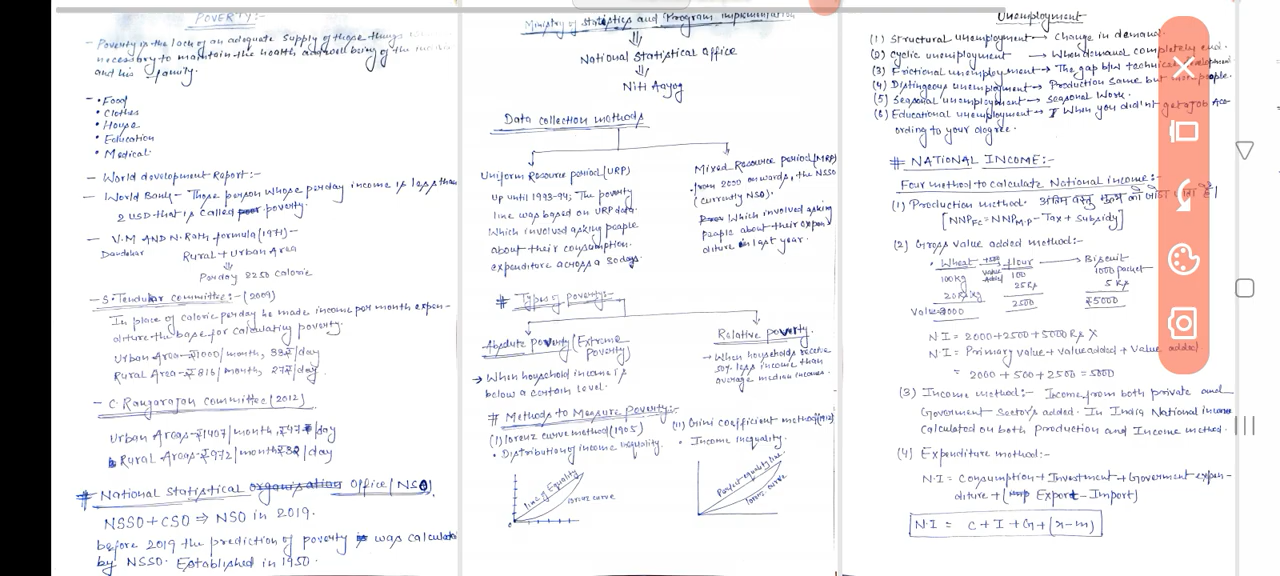 POVERTY:-
- Poverty is the lack of an adequate supply of those things
necessary to maintain the health and well being of the
and his family.
- • Food
• Clothes
• House
• Education
• Medical.
- World development Report:-
- World Bank - Those person whose perday income is less than
2 USD that is called poverty.
- V.M AND N. Rath formula (1971)
Dandekar Rural + Urban Area
⇓
Perday 2250 calorie
- S. Tendular committee:- (2009)
In place of calorie perday he made income per month expen-
diture the base for calculating poverty.
Urban Area-₹1000/month, 33₹/day
Rural Area-₹816/month, 27₹/day.
- C. Rangarajan committee (2012)
Urban Areas-₹1407/month, ₹47/day
Rural Areas-₹972/month ₹32/day
# National Statistical organisation Office (NSO)
NSSO + CSO ⇒ NSO in 2019.
before 2019 the prediction of poverty was calculated
by NSSO. Established in 1950.
Ministry of Statistics and Program implementation
⇓
National Statistical Office
⇓
Niti Aayog
Data collection methods
Uniform Resource period (URP)
up until 1993-94; The poverty
line was based on URP data
Which involved asking people
about their consumption.
expenditure across a 30 days.
Mixed Resource period (MRP)
from 2000 onwards, the NSSO
(currently NSO).
Which involved asking
people about their expen
diture in last year.
# Types of poverty:-
Absolute poverty (Extreme
poverty)
→ When household income is
below a certain level.
Relative poverty.
→ When households receive
50% less income than
average median incomes.
# Methods to Measure poverty:-
(I) lorenz curve method (1905)
• Distribution of income inequality.
line of Equality
lorenz curve
(II) Gini coefficient method (1912)
• Income inequality.
Perfect equality line
lorenz curve
Unemployment
(1) Structural unemployment → Change in demand.
(2) Cyclic unemployment → When demand completely end.
(3) Frictional unemployment → The gap b/w technical development
(4) unemployment → Production same but people.
(5) Seasonal unemployment → Seasonal Work.
(6) Educational unemployment → When you didn't get a job Acc-
ording to your degree.
# NATIONAL INCOME:-
Four method to calculate National income:-
(1) Production method.
[NNPFC = NNPM.P - Tax + Subsidy]
(2) Gross value added method:-
• Wheat → flour → Biscuit
100Kg Value Added 100 1000 packet
25 Rs 5 Rs
20 Rs/Kg 2500 ₹5000
Value=2000
N I = 2000+2500+5000 Rs X
N.I = Primary value + value added + Value added
= 2000 + 500 + 2500 = 5000
(3) Income method:- Income from both private and
Government Sectors added. In India National income
Calculated on both production and Income method.
(4) Expenditure method:-
N.I = Consumption + Investment + Goverment expen-
diture + (Export - Import)
N.I = C + I + G + (x-m)